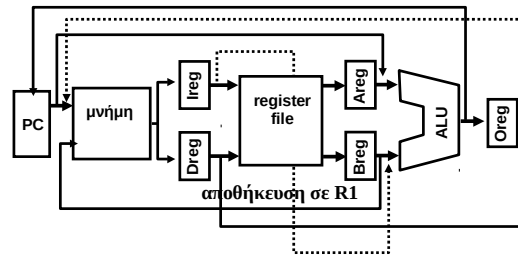 PC
μνήμη
Ireg
Dreg
register
file
Areg
Breg
ALU
Oreg
αποθήκευση σε R1